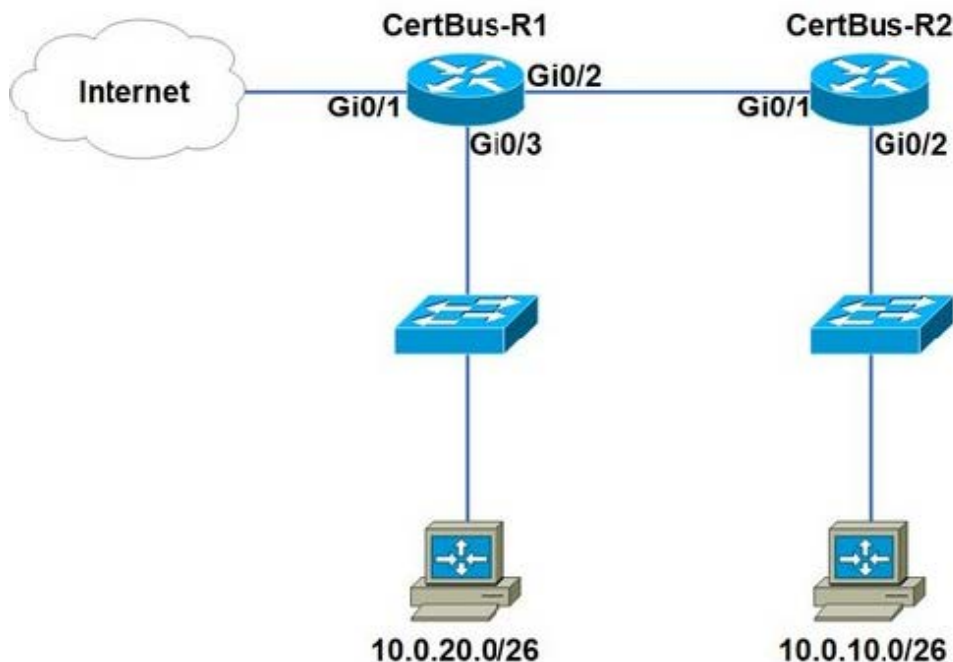 CertBus-R1
CertBus-R2
Internet
Gi0/1
Gi0/2
Gi0/3
Gi0/1
Gi0/2
10.0.20.0/26
10.0.10.0/26